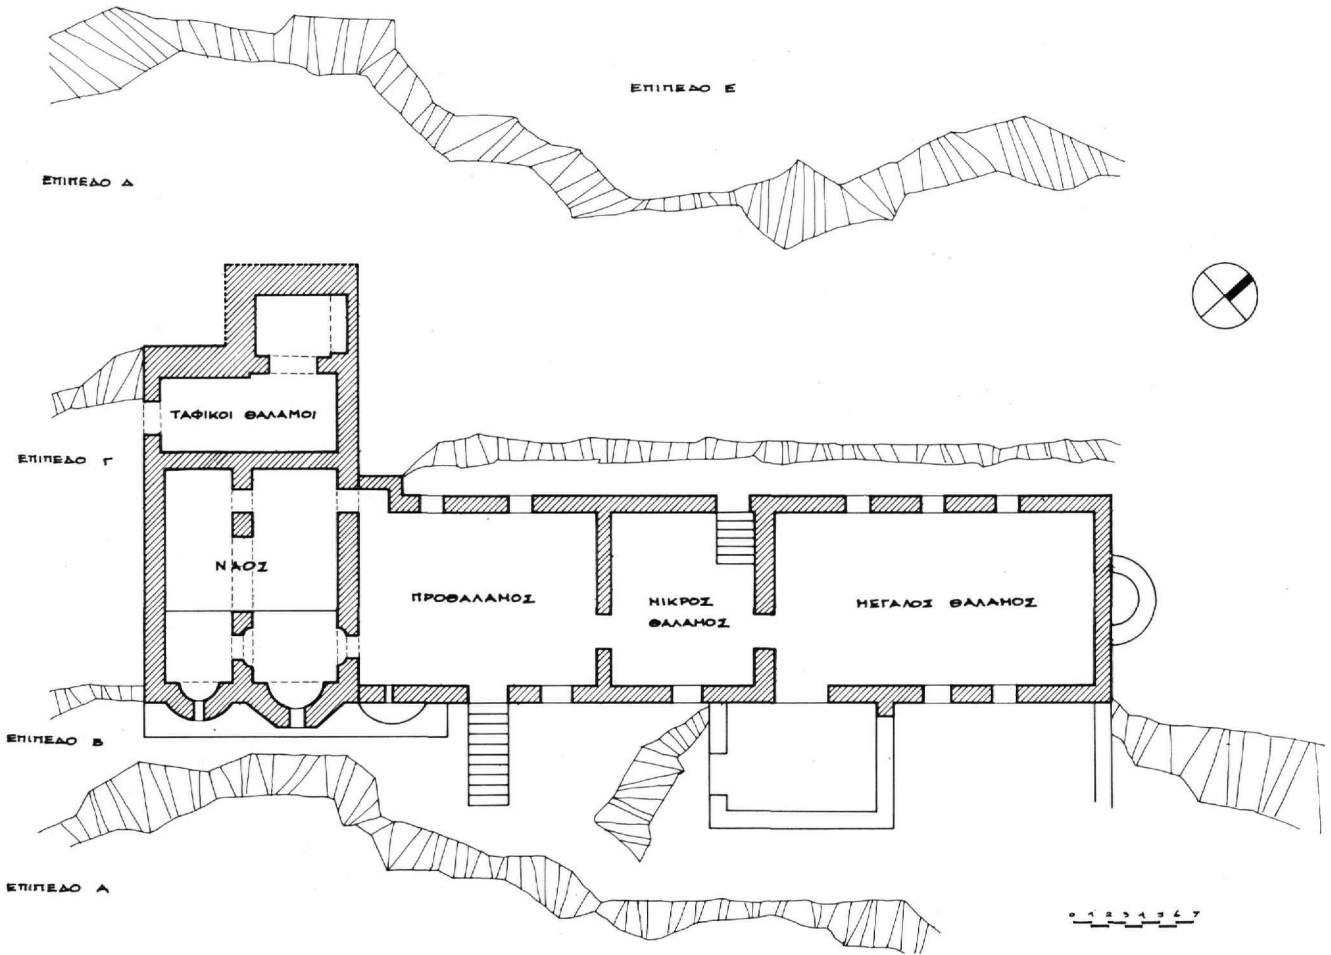 ΕΠΙΠΕΔΟ Ε
ΕΠΙΠΕΔΟ Δ
ΤΑΦΙΚΟΙ ΘΑΛΑΜΟΙ
ΕΠΙΠΕΔΟ Γ
ΝΑΟΣ
ΠΡΟΘΑΛΑΜΟΣ
ΜΙΚΡΟΣ
ΘΑΛΑΜΟΣ
ΜΕΓΑΛΟΣ ΘΑΛΑΜΟΣ
ΕΠΙΠΕΔΟ Β
ΕΠΙΠΕΔΟ Α
0 1 2 3 4 5 6 7